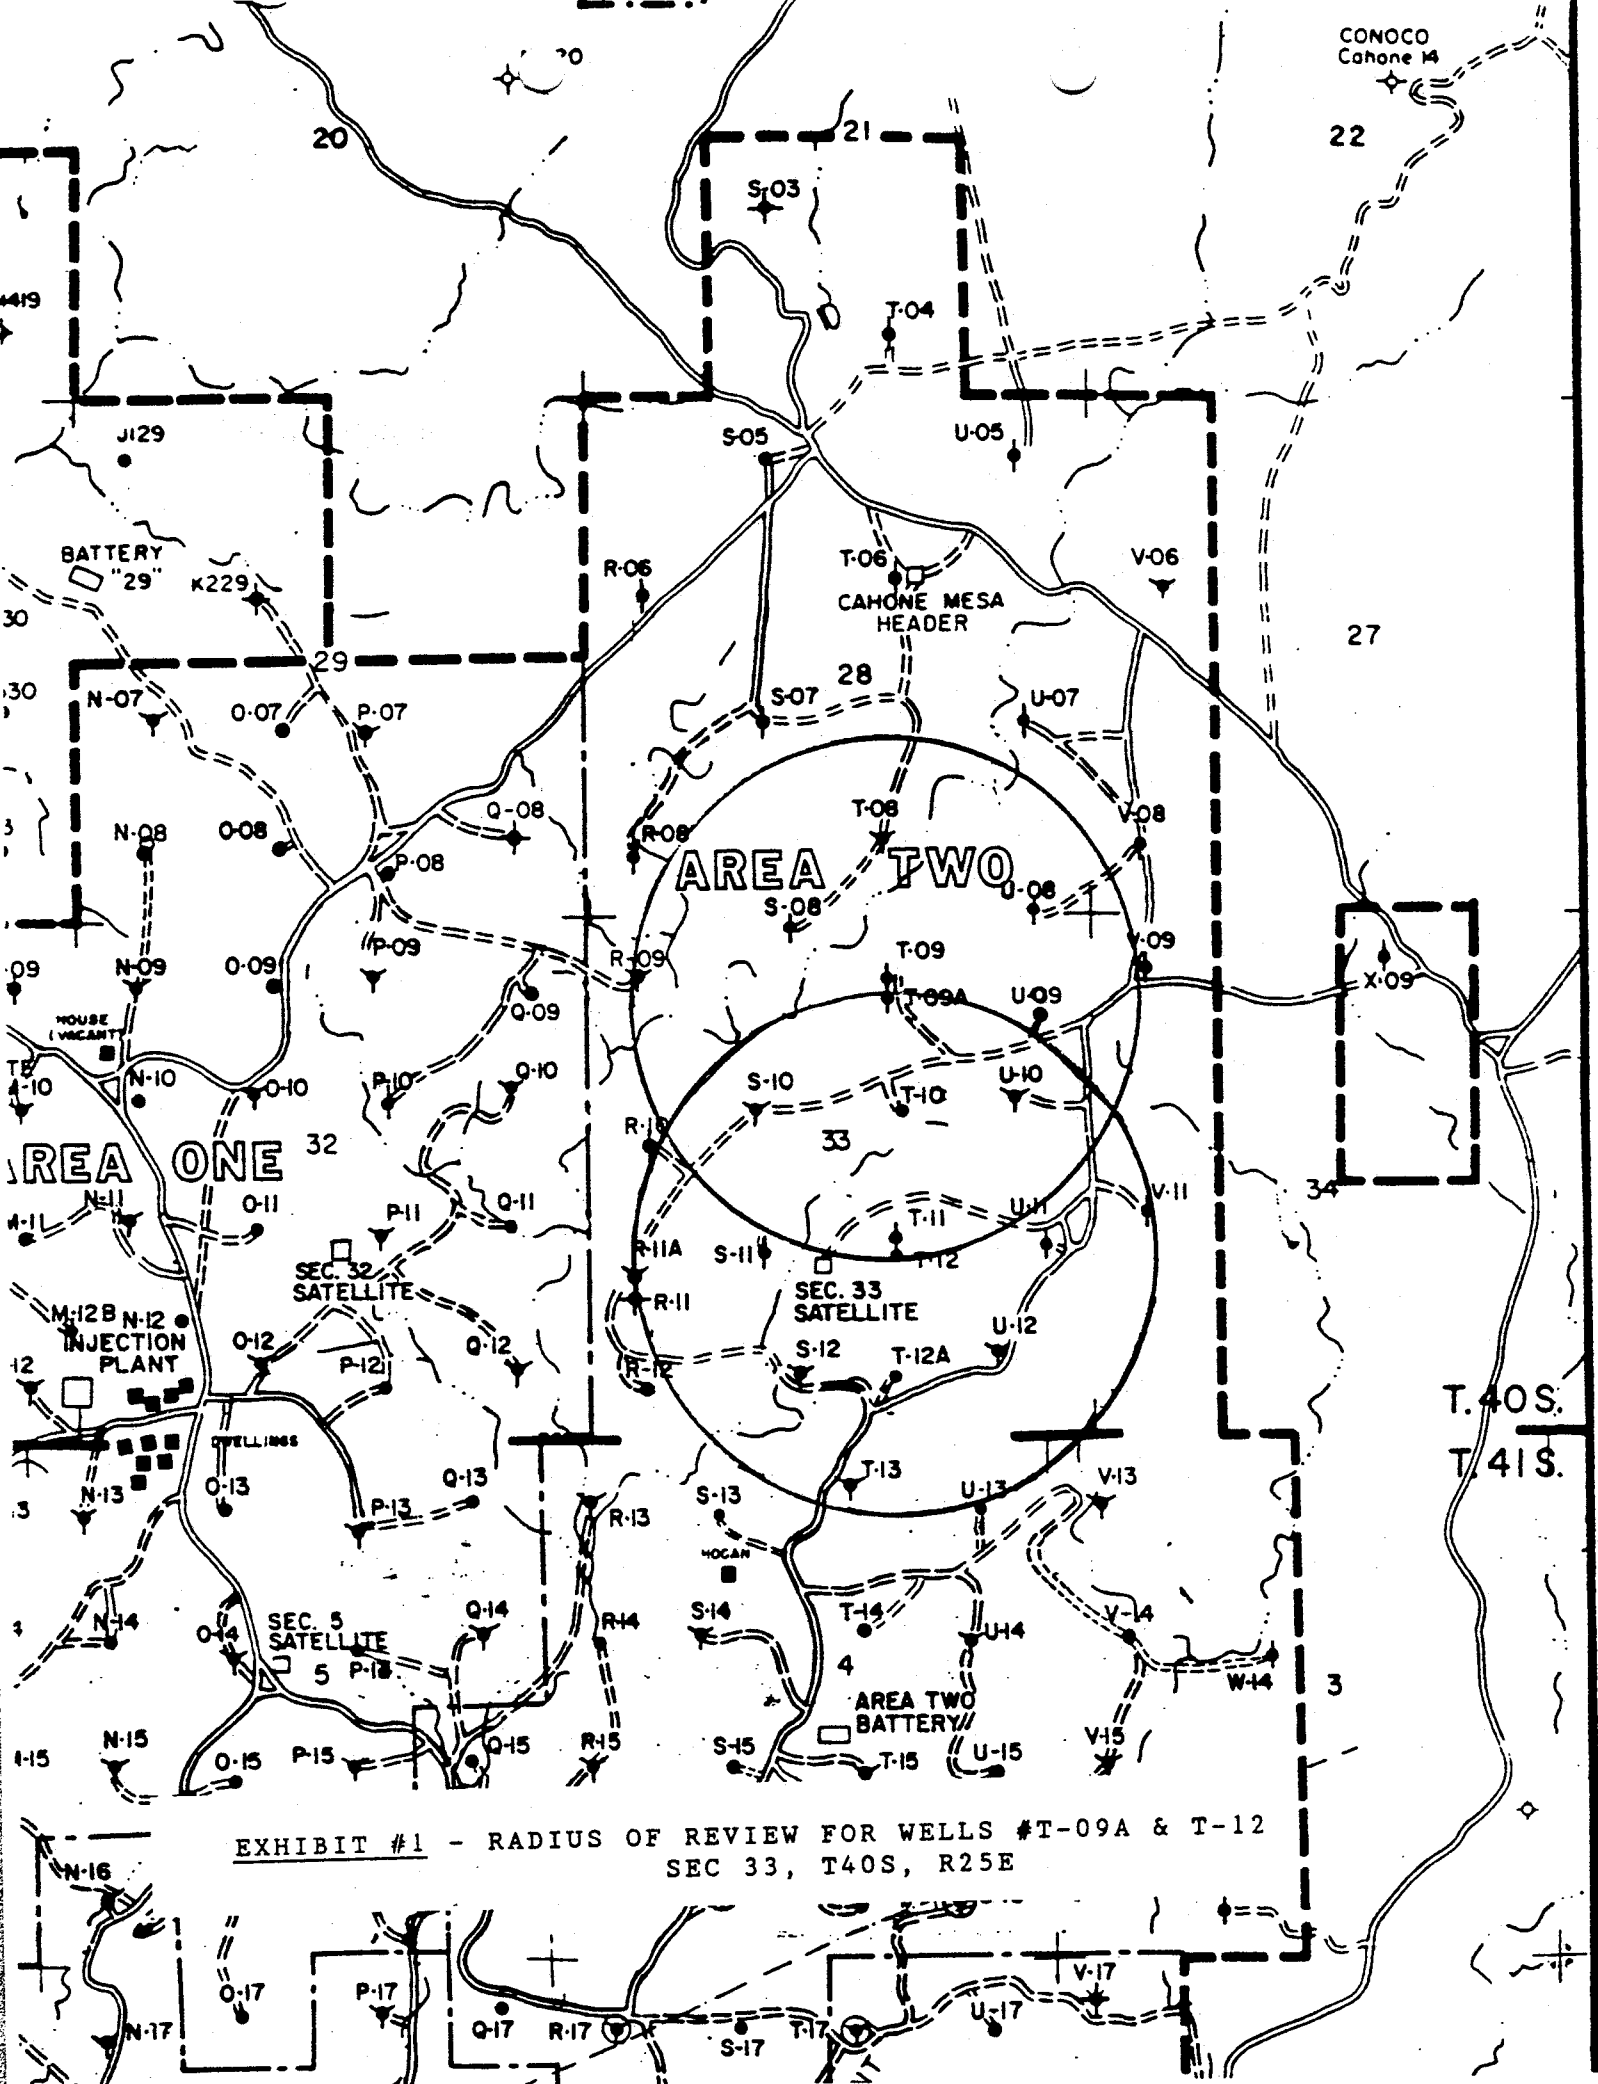 CONOCO
Cahone 14
20
21
22
S-03
4419
T-04
J129
S-05
U-05
BATTERY
"29"
K229
R-06
T-06
V-06
CAHONE MESA
HEADER
30
27
29
28
N-07
O-07
P-07
S-07
U-07
Q-08
T-08
V-08
N-08
O-08
R-08
P-08
AREA TWO
U-08
S-08
P-09
V-09
09
N-09
O-09
R-09
T-09
X-09
Q-09
T-09A
U-09
HOUSE
(VACANT)
N-10
O-10
P-10
Q-10
S-10
T-10
U-10
R-10
32
33
AREA ONE
34
N-11
O-11
P-11
Q-11
V-11
M-11
T-11
U-11
R-11A
S-11
T-12
SEC. 32
SATELLITE
R-11
SEC. 33
SATELLITE
M-12B N-12
INJECTION
PLANT
O-12
P-12
Q-12
R-12
S-12
T-12A
U-12
12
T. 40 S.
T. 41 S.
DWELLINGS
N-13
O-13
P-13
Q-13
R-13
S-13
T-13
U-13
V-13
HOGAN
N-14
O-14
SEC. 5
SATELLITE
5
Q-14
R-14
S-14
T-14
U-14
V-14
W-14
4
3
AREA TWO
BATTERY
N-15
O-15
P-15
Q-15
R-15
S-15
T-15
U-15
V-15
EXHIBIT #1 - RADIUS OF REVIEW FOR WELLS #T-09A & T-12
SEC 33, T40S, R25E
N-16
N-17
O-17
P-17
Q-17
R-17
S-17
T-17
U-17
V-17